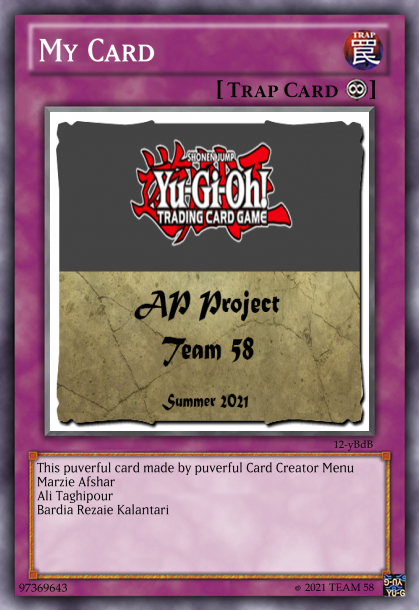 My Card
TRAP
罠
[ Trap Card ]
SHONEN JUMP
Yu-Gi-Oh!
TRADING CARD GAME
AP Project
Team 58
Summer 2021
12-yBdB
This puverful card made by puverful Card Creator Menu
Marzie Afshar
Ali Taghipour
Bardia Rezaie Kalantari
97369643
© 2021 TEAM 58
YU-G